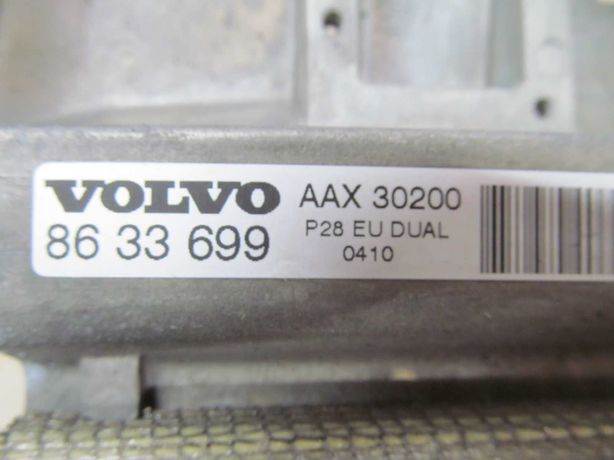 VOLVO AAX 30200
P28 EU DUAL
86 33 699
0410